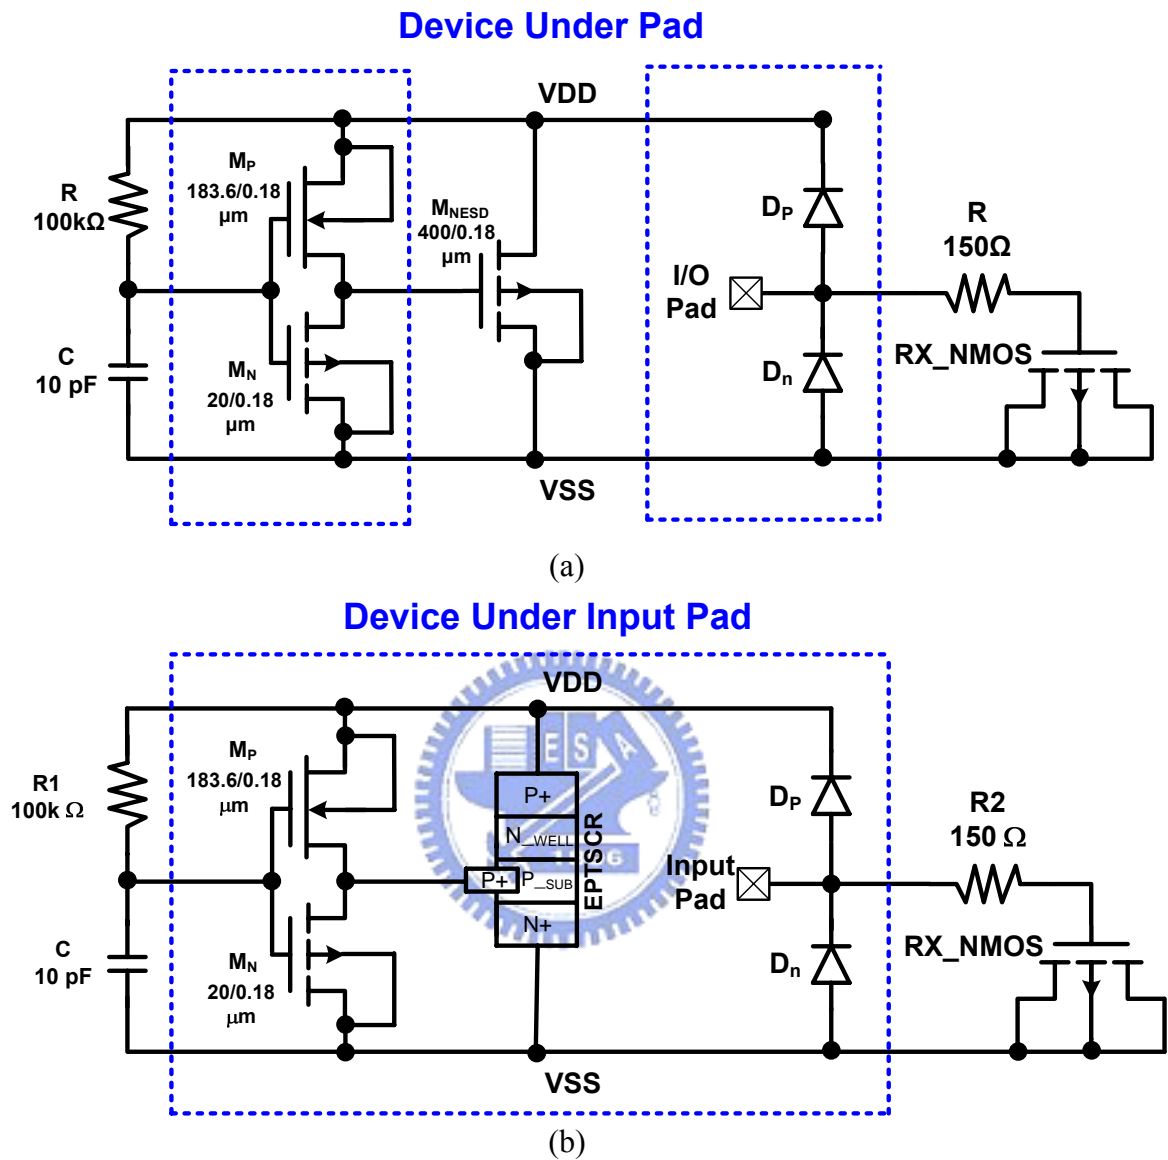 Device Under Pad
VDD
R
100kΩ
MP
183.6/0.18
μm
MNESD
400/0.18
μm
DP
R
150Ω
I/O
Pad
C
10 pF
MN
20/0.18
μm
Dn
RX_NMOS
VSS
(a)
Device Under Input Pad
VDD
R1
100k Ω
MP
183.6/0.18
μm
ESA
P+
N_WELL
P+
P_SUB
N+
EPTSCR
1896
DP
R2
150 Ω
Input
Pad
C
10 pF
MN
20/0.18
μm
Dn
RX_NMOS
VSS
(b)